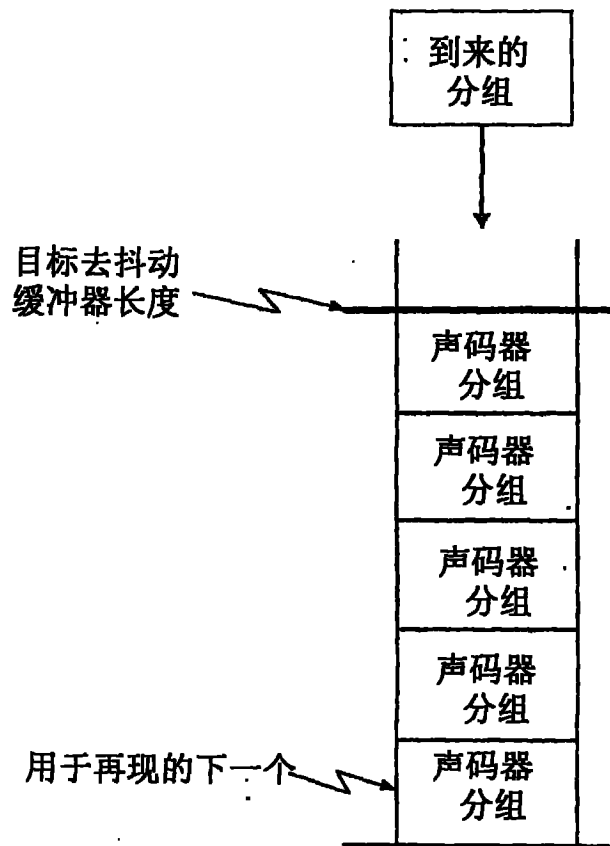 到来的
分组
目标去抖动
缓冲器长度
声码器
分组
声码器
分组
声码器
分组
声码器
分组
用于再现的下一个
声码器
分组